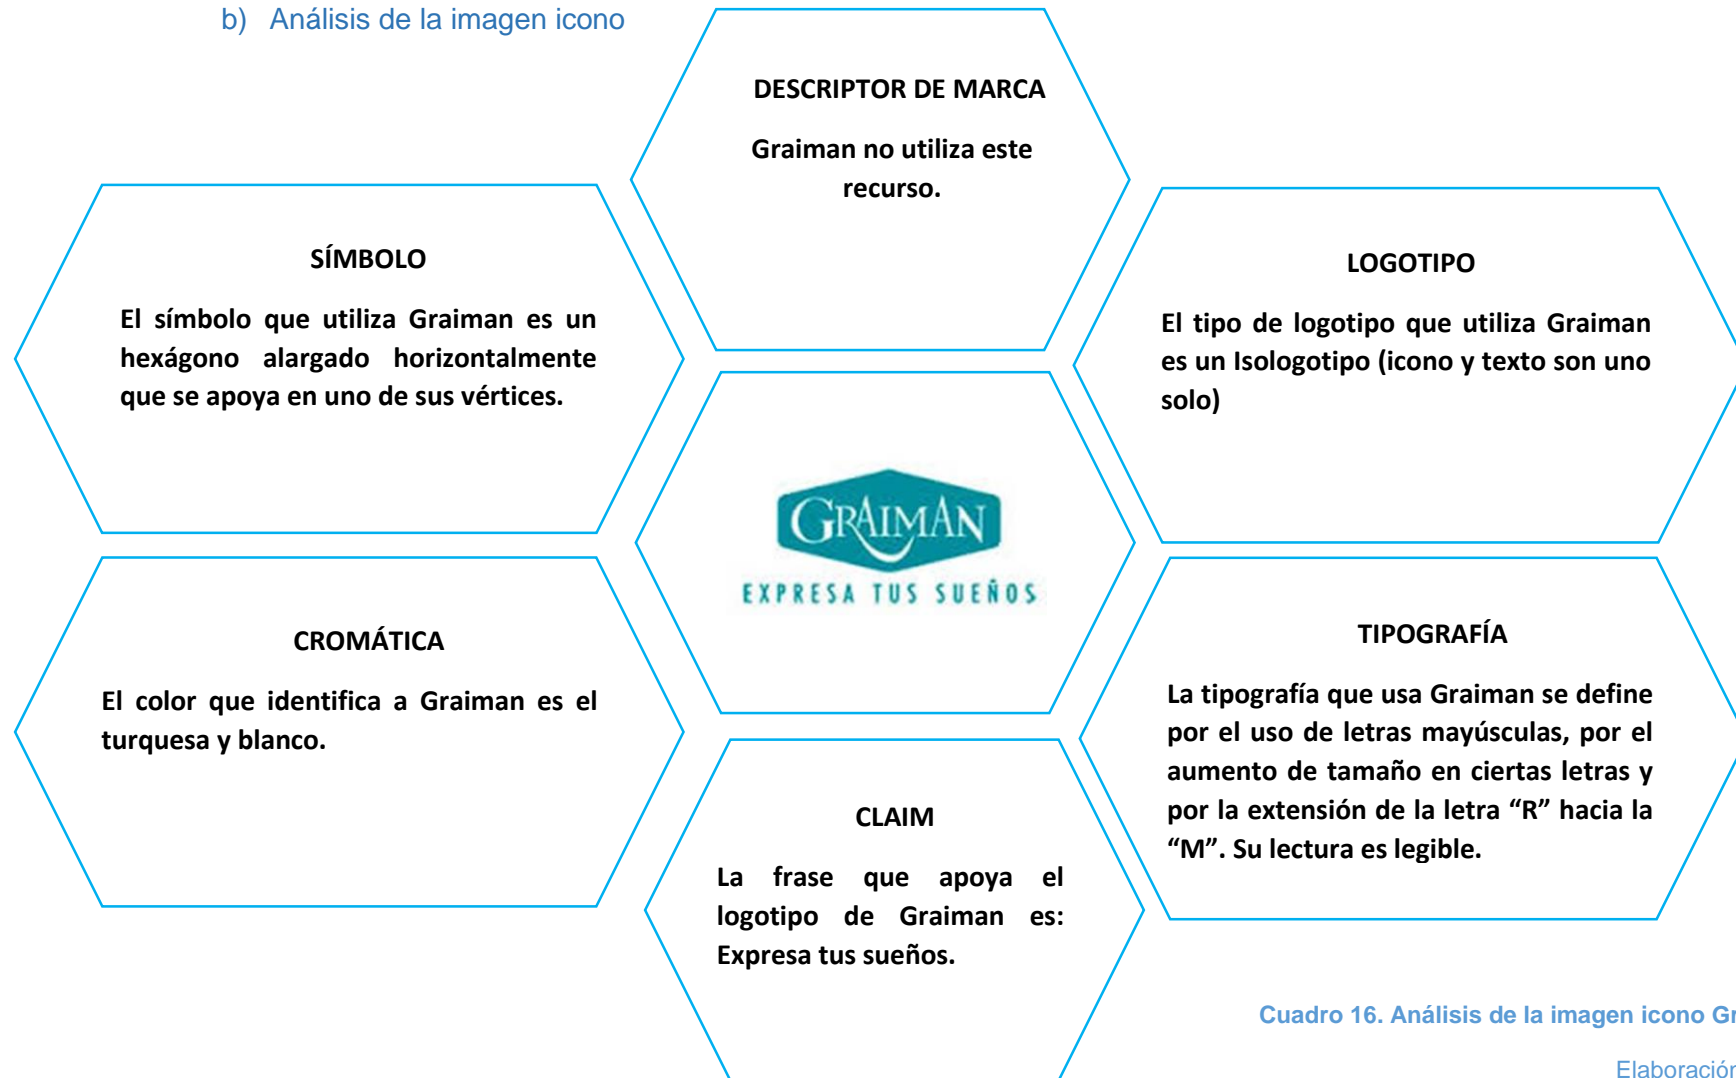 b) Análisis de la imagen icono
DESCRIPTOR DE MARCA
Graiman no utiliza este
recurso.
SÍMBOLO
El símbolo que utiliza Graiman es un
hexágono alargado horizontalmente
que se apoya en uno de sus vértices.
LOGOTIPO
El tipo de logotipo que utiliza Graiman
es un Isologotipo (icono y texto son uno
solo)
GRAIMAN
EXPRESA TUS SUEÑOS
CROMÁTICA
El color que identifica a Graiman es el
turquesa y blanco.
TIPOGRAFÍA
La tipografía que usa Graiman se define
por el uso de letras mayúsculas, por el
aumento de tamaño en ciertas letras y
por la extensión de la letra “R” hacia la
“M”. Su lectura es legible.
CLAIM
La frase que apoya el
logotipo de Graiman es:
Expresa tus sueños.
Cuadro 16. Análisis de la imagen icono Gr
Elaboración